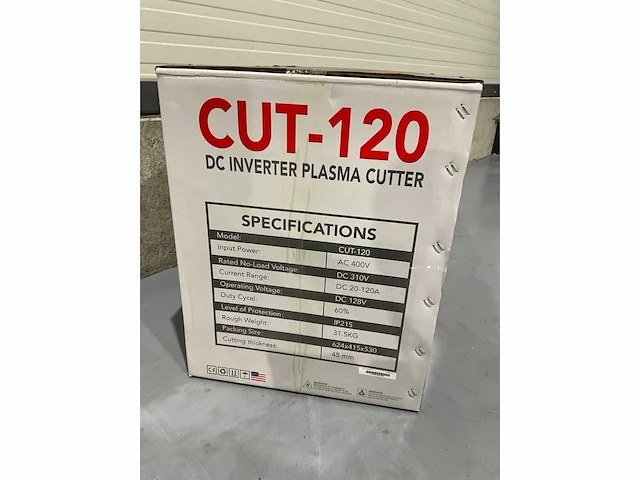 CUT-120
DC INVERTER PLASMA CUTTER
SPECIFICATIONS
Model: CUT-120
Input Power: AC 400V
Rated No-Load Voltage: DC 310V
Current Range: DC 20-120A
Operating Voltage: DC 128V
Duty Cycel: 60%
Level of Protection: IP21S
Rough Weight: 31.5KG
Packing Size: 624x415x530
Cutting thickness: 45 mm